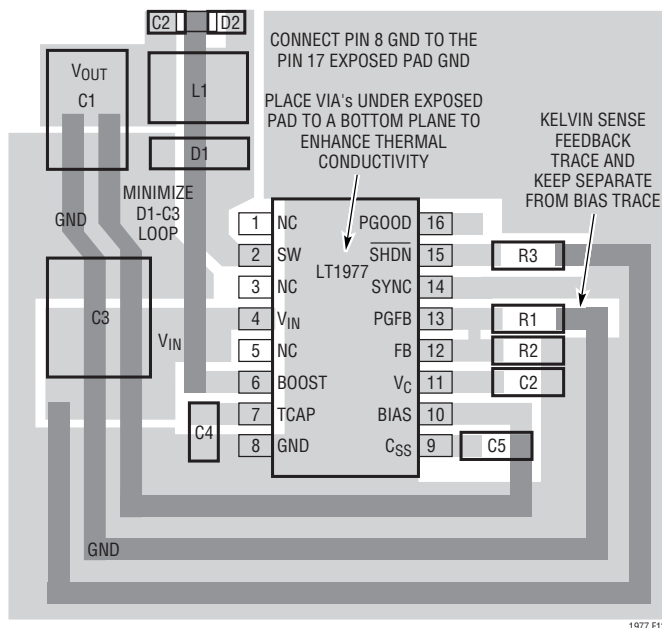 C2
D2
CONNECT PIN 8 GND TO THE
PIN 17 EXPOSED PAD GND
VOUT
C1
L1
PLACE VIA's UNDER EXPOSED
PAD TO A BOTTOM PLANE TO
ENHANCE THERMAL
CONDUCTIVITY
KELVIN SENSE
FEEDBACK
TRACE AND
KEEP SEPARATE
FROM BIAS TRACE
D1
MINIMIZE
D1-C3
LOOP
GND
1 NC PGOOD 16
2 SW SHDN 15 R3
LT1977
3 NC SYNC 14
C3
4 VIN PGFB 13 R1
VIN
5 NC FB 12 R2
6 BOOST VC 11 C2
7 TCAP BIAS 10
C4
8 GND CSS 9 C5
GND